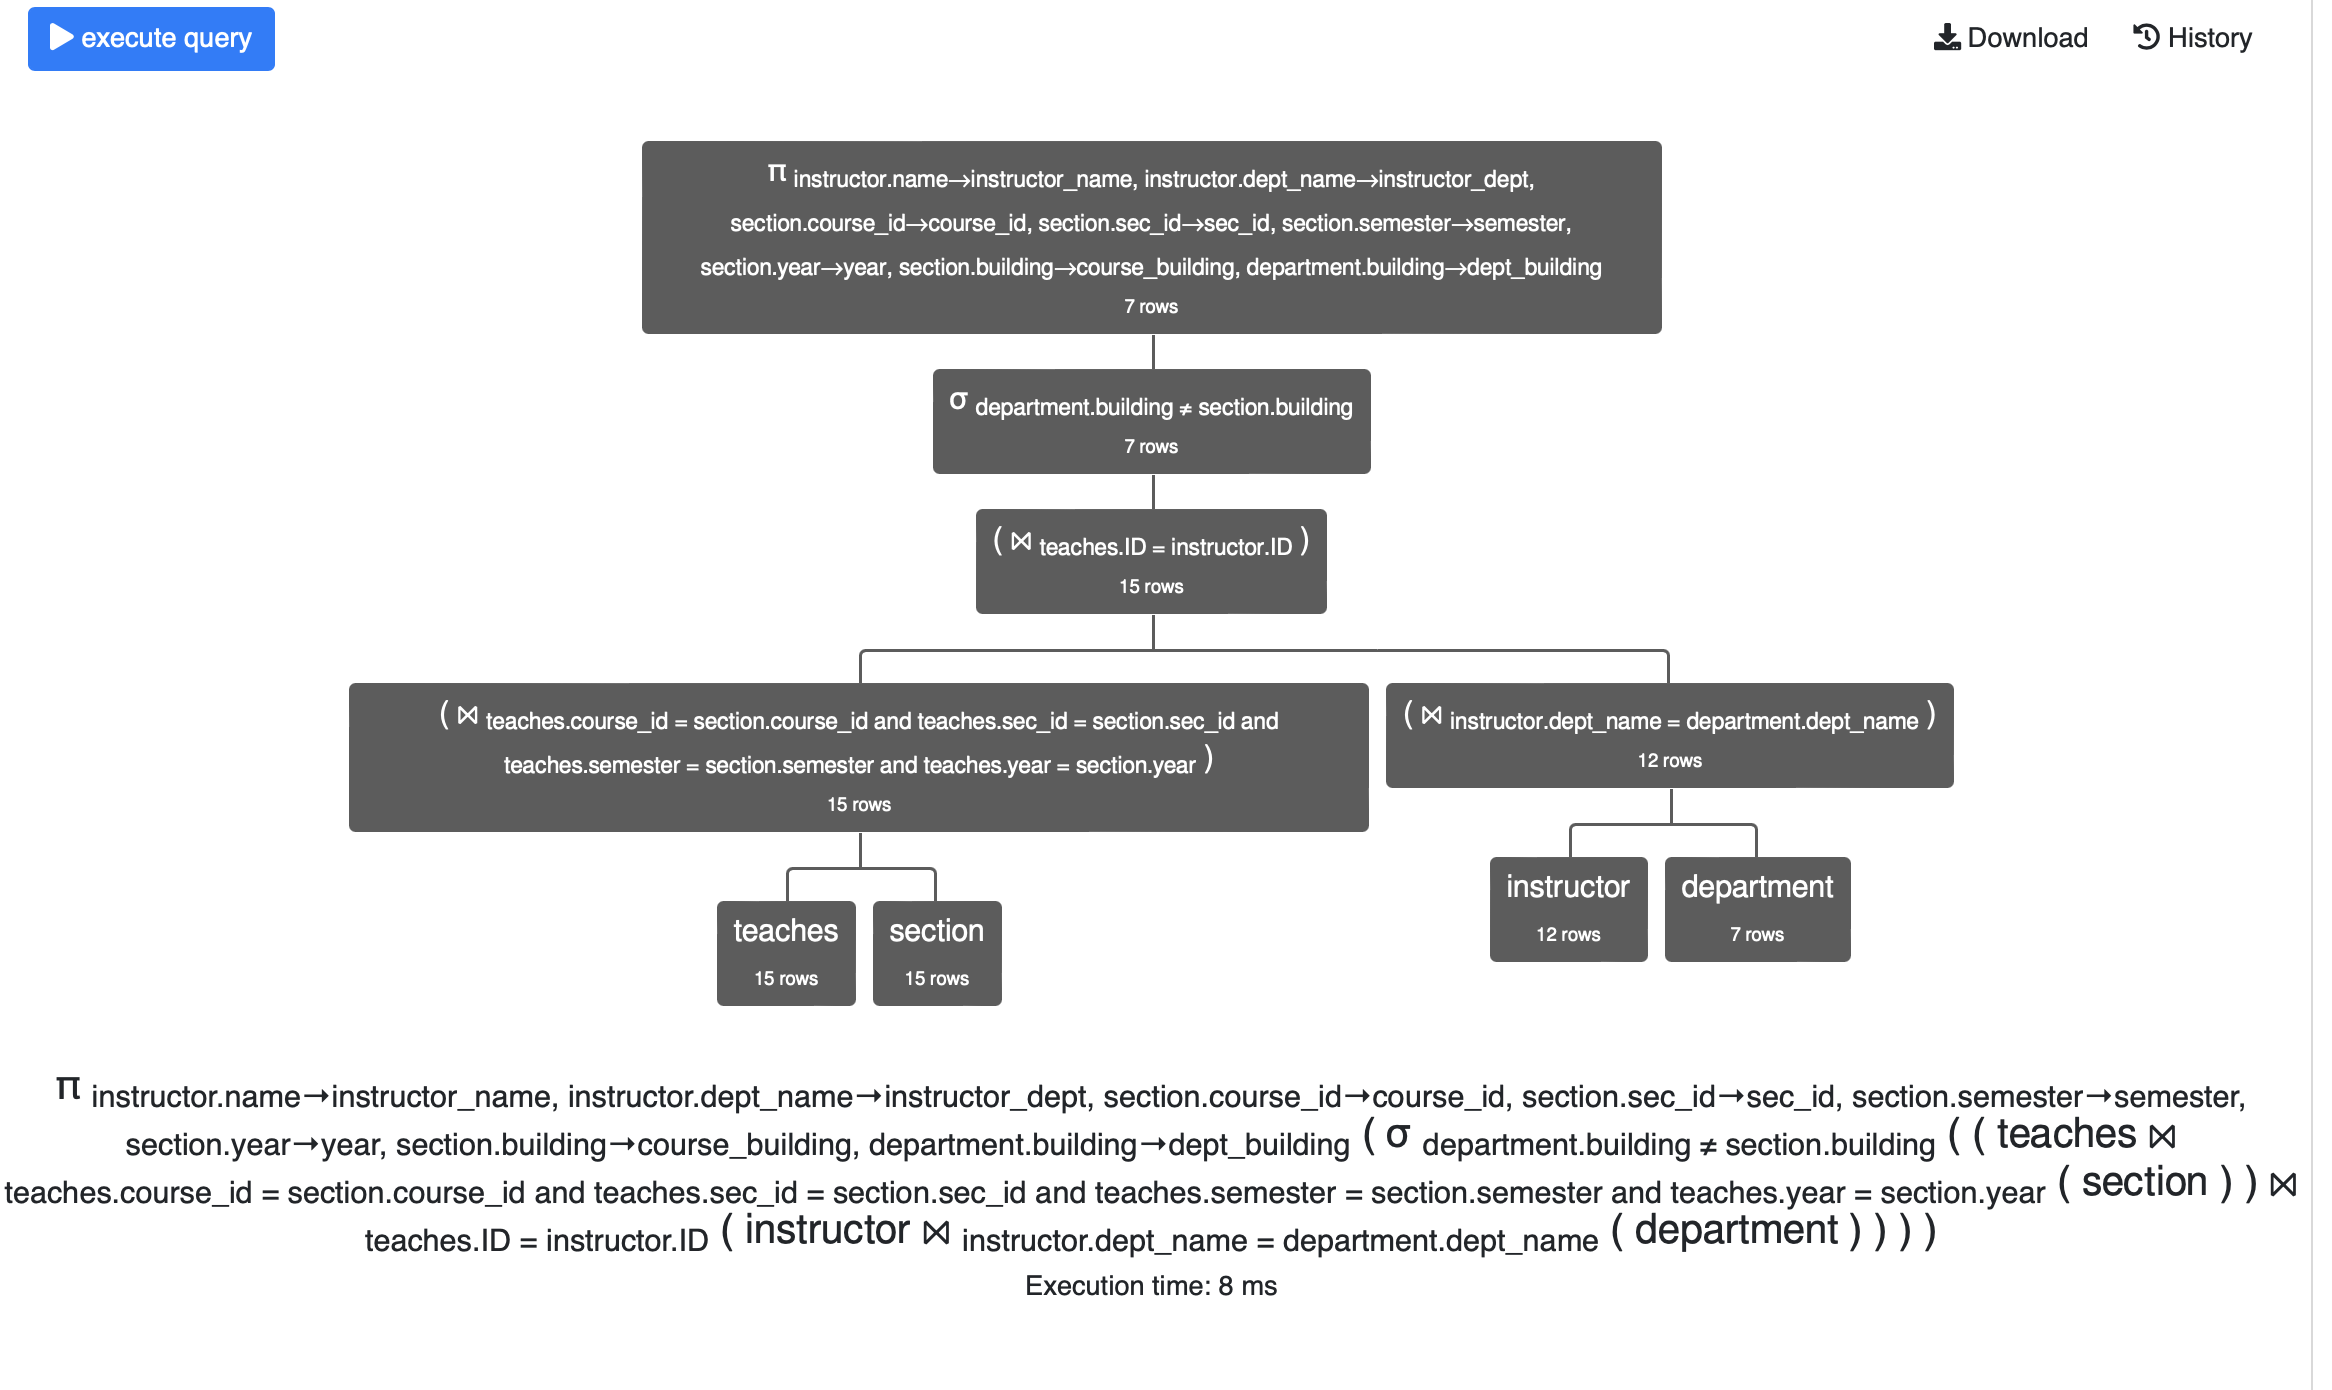 execute query
Download
History
π instructor.name→instructor_name, instructor.dept_name→instructor_dept,
section.course_id→course_id, section.sec_id→sec_id, section.semester→semester,
section.year→year, section.building→course_building, department.building→dept_building
7 rows
σ department.building ≠ section.building
7 rows
( ⋈ teaches.ID = instructor.ID )
15 rows
( ⋈ teaches.course_id = section.course_id and teaches.sec_id = section.sec_id and
teaches.semester = section.semester and teaches.year = section.year )
15 rows
( ⋈ instructor.dept_name = department.dept_name )
12 rows
teaches
15 rows
section
15 rows
instructor
12 rows
department
7 rows
π instructor.name→instructor_name, instructor.dept_name→instructor_dept, section.course_id→course_id, section.sec_id→sec_id, section.semester→semester,
section.year→year, section.building→course_building, department.building→dept_building ( σ department.building ≠ section.building ( ( teaches ⋈
teaches.course_id = section.course_id and teaches.sec_id = section.sec_id and teaches.semester = section.semester and teaches.year = section.year ( section ) ) ⋈
teaches.ID = instructor.ID ( instructor ⋈ instructor.dept_name = department.dept_name ( department ) ) ) )
Execution time: 8 ms